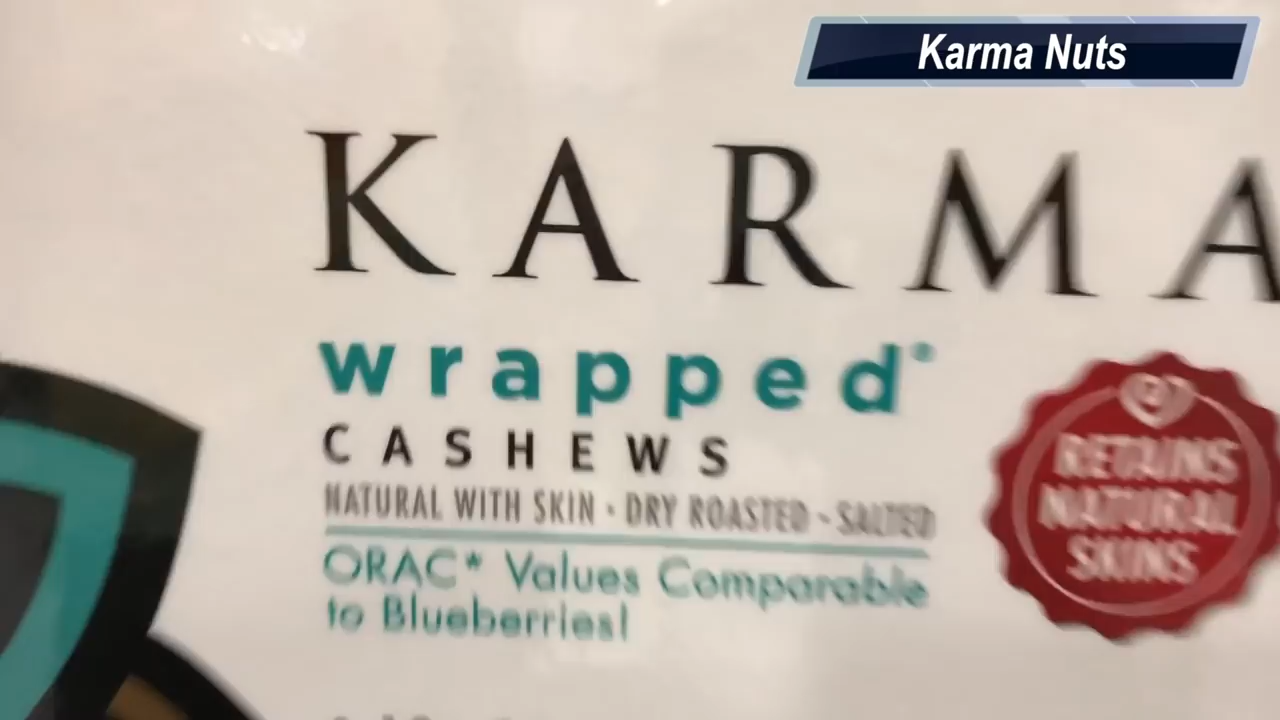 Karma Nuts
KARMA
wrapped®
CASHEWS
NATURAL WITH SKIN • DRY ROASTED • SALTED
ORAC* Values Comparable
to Blueberries!
RETAINS
NATURAL
SKINS